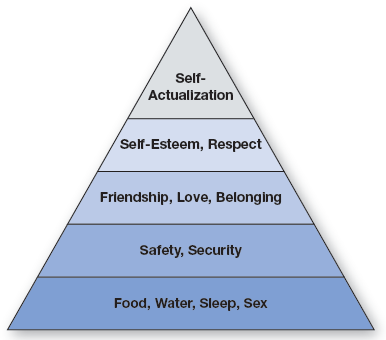 Self-
Actualization
Self-Esteem, Respect
Friendship, Love, Belonging
Safety, Security
Food, Water, Sleep, Sex